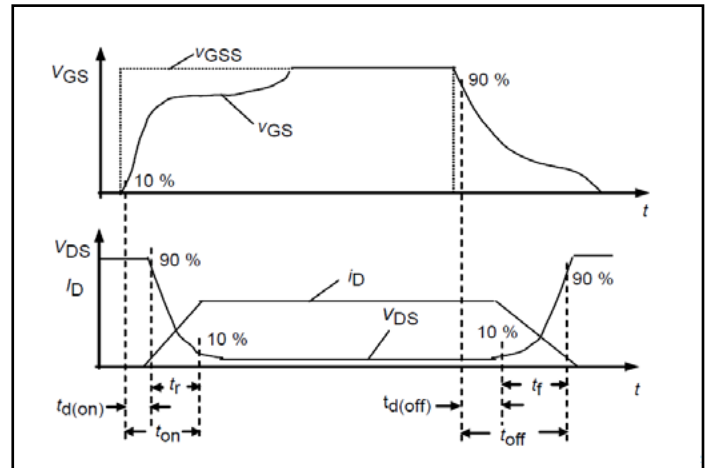 vGSS
VGS
90 %
vGS
10 %
t
VDS
90 %
ID
iD
90 %
VDS
10 %
10 %
tr
td(off)
tf
t
td(on)
ton
toff